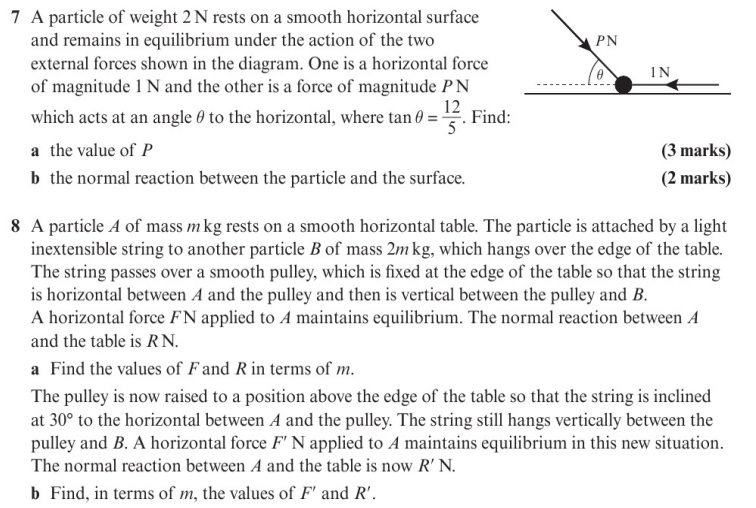 7 A particle of weight 2 N rests on a smooth horizontal surface
and remains in equilibrium under the action of the two
external forces shown in the diagram. One is a horizontal force
of magnitude 1 N and the other is a force of magnitude P N
which acts at an angle θ to the horizontal, where tan θ = 12/5. Find:
P N
θ
1 N
a the value of P (3 marks)
b the normal reaction between the particle and the surface. (2 marks)
8 A particle A of mass m kg rests on a smooth horizontal table. The particle is attached by a light
inextensible string to another particle B of mass 2m kg, which hangs over the edge of the table.
The string passes over a smooth pulley, which is fixed at the edge of the table so that the string
is horizontal between A and the pulley and then is vertical between the pulley and B.
A horizontal force F N applied to A maintains equilibrium. The normal reaction between A
and the table is R N.
a Find the values of F and R in terms of m.
The pulley is now raised to a position above the edge of the table so that the string is inclined
at 30° to the horizontal between A and the pulley. The string still hangs vertically between the
pulley and B. A horizontal force F′ N applied to A maintains equilibrium in this new situation.
The normal reaction between A and the table is now R′ N.
b Find, in terms of m, the values of F′ and R′.